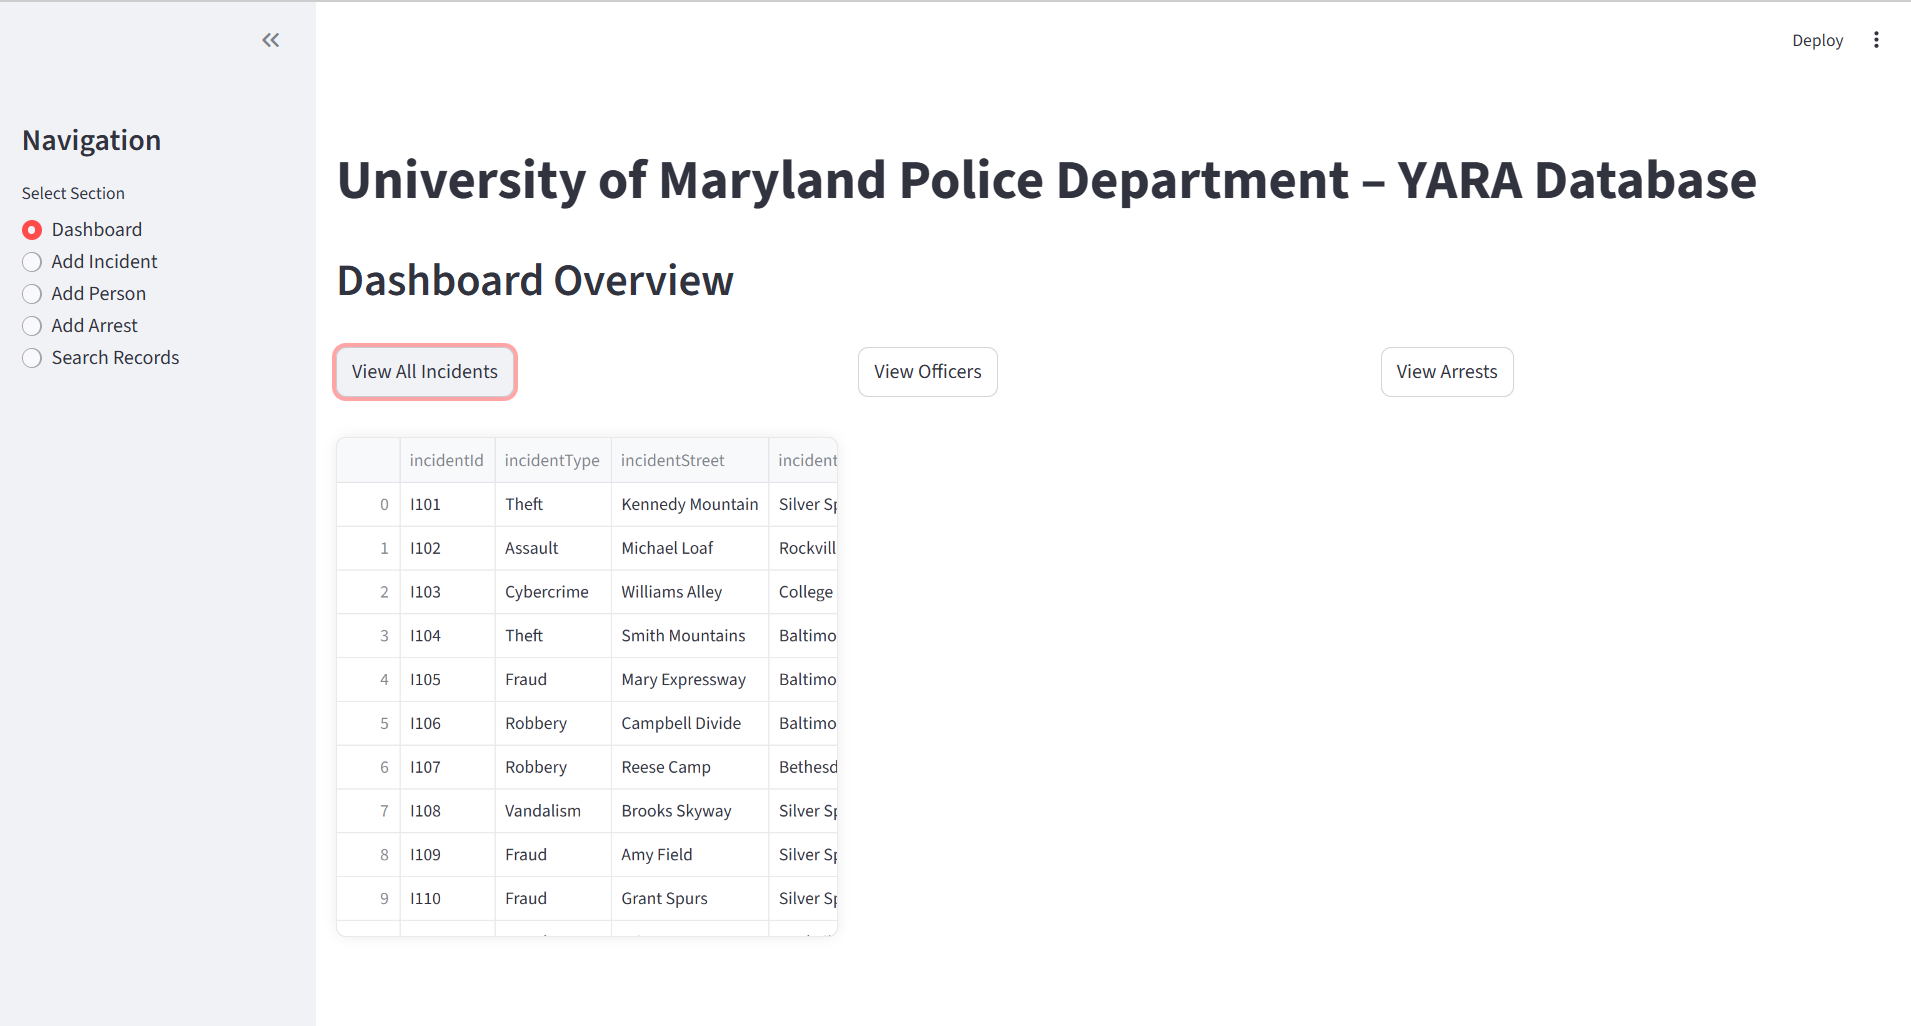 Deploy
Navigation
Select Section
Dashboard
Add Incident
Add Person
Add Arrest
Search Records
University of Maryland Police Department – YARA Database
Dashboard Overview
View All Incidents View Officers View Arrests
incidentId incidentType incidentStreet incident
0 I101 Theft Kennedy Mountain Silver Sp
1 I102 Assault Michael Loaf Rockvill
2 I103 Cybercrime Williams Alley College
3 I104 Theft Smith Mountains Baltimo
4 I105 Fraud Mary Expressway Baltimo
5 I106 Robbery Campbell Divide Baltimo
6 I107 Robbery Reese Camp Bethesd
7 I108 Vandalism Brooks Skyway Silver Sp
8 I109 Fraud Amy Field Silver Sp
9 I110 Fraud Grant Spurs Silver Sp